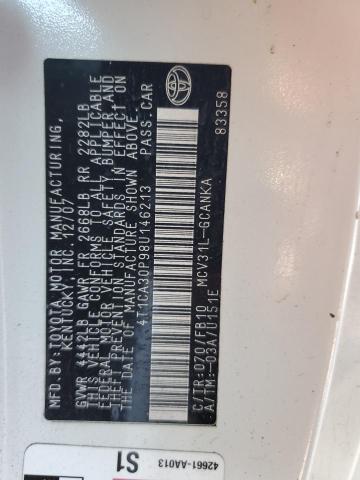 MFD.BY:TOYOTA MOTOR MANUFACTURING,
KENTUCKY, INC. 12/07
GVWR 4442LB GAWR FR 2668LB RR 2282LB
THIS VEHICLE CONFORMS TO ALL APPLICABLE
FEDERAL MOTOR VEHICLE SAFETY, BUMPER AND
THEFT PREVENTION STANDARDS IN EFFECT ON
THE DATE OF MANUFACTURE SHOWN ABOVE.
4T1CA30P98U146213 PASS.CAR
C/TR:070/FB10 MCV31L-GCANKA
A/TM:-03A/U151E
83358
42661-AA013
S1